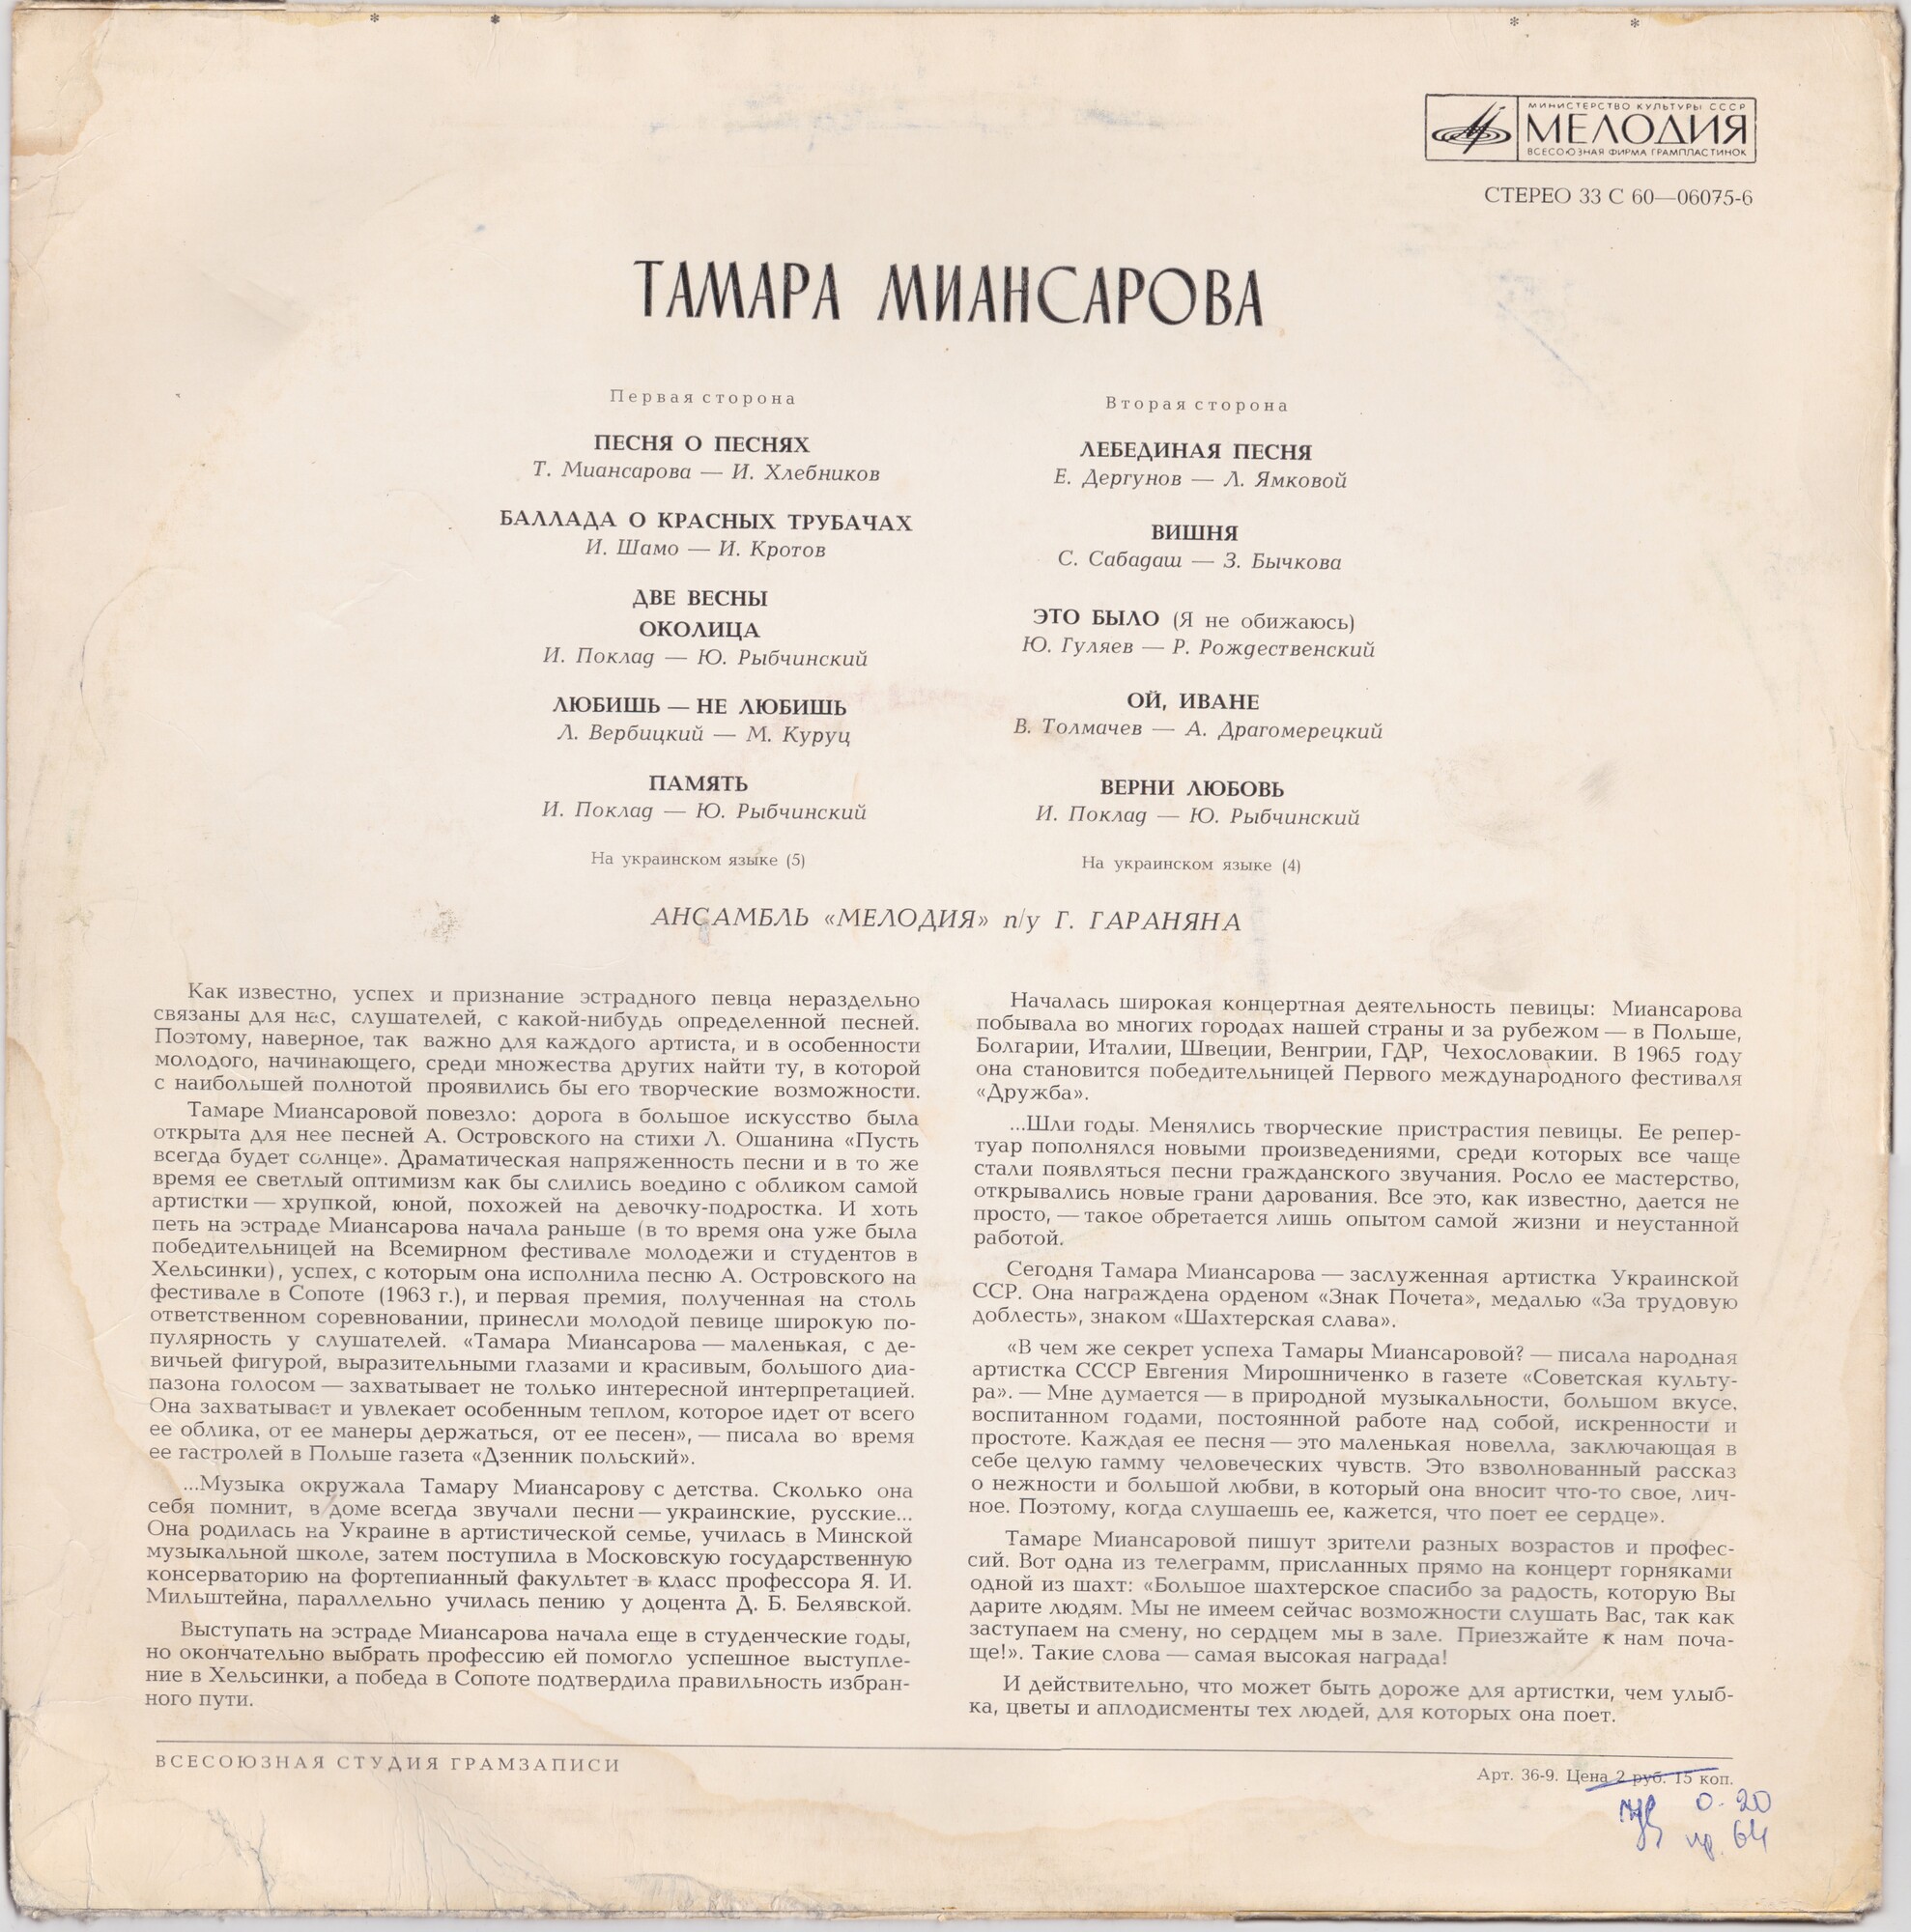 МИНИСТЕРСТВО КУЛЬТУРЫ СССР
МЕЛОДИЯ
ВСЕСОЮЗНАЯ ФИРМА ГРАМПЛАСТИНОК
СТЕРЕО 33 С 60—06075-6
ТАМАРА МИАНСАРОВА
Первая сторона
ПЕСНЯ О ПЕСНЯХ
Т. Миансарова — И. Хлебников
БАЛЛАДА О КРАСНЫХ ТРУБАЧАХ
И. Шамо — И. Кротов
ДВЕ ВЕСНЫ
ОКОЛИЦА
И. Поклад — Ю. Рыбчинский
ЛЮБИШЬ — НЕ ЛЮБИШЬ
Л. Вербицкий — М. Куруц
ПАМЯТЬ
И. Поклад — Ю. Рыбчинский
На украинском языке (5)
Вторая сторона
ЛЕБЕДИНАЯ ПЕСНЯ
Е. Дергунов — Л. Ямковой
ВИШНЯ
С. Сабадаш — З. Бычкова
ЭТО БЫЛО (Я не обижаюсь)
Ю. Гуляев — Р. Рождественский
ОЙ, ИВАНЕ
В. Толмачев — А. Драгомерецкий
ВЕРНИ ЛЮБОВЬ
И. Поклад — Ю. Рыбчинский
На украинском языке (4)
АНСАМБЛЬ «МЕЛОДИЯ» п/у Г. ГАРАНЯНА
Как известно, успех и признание эстрадного певца нераздельно
связаны для нас, слушателей, с какой-нибудь определенной песней.
Поэтому, наверное, так важно для каждого артиста, и в особенности
молодого, начинающего, среди множества других найти ту, в которой
с наибольшей полнотой проявились бы его творческие возможности.
Тамаре Миансаровой повезло: дорога в большое искусство была
открыта для нее песней А. Островского на стихи Л. Ошанина «Пусть
всегда будет солнце». Драматическая напряженность песни и в то же
время ее светлый оптимизм как бы слились воедино с обликом самой
артистки — хрупкой, юной, похожей на девочку-подростка. И хоть
петь на эстраде Миансарова начала раньше (в то время она уже была
победительницей на Всемирном фестивале молодежи и студентов в
Хельсинки), успех, с которым она исполнила песню А. Островского на
фестивале в Сопоте (1963 г.), и первая премия, полученная на столь
ответственном соревновании, принесли молодой певице широкую по-
пулярность у слушателей. «Тамара Миансарова — маленькая, с де-
вичьей фигурой, выразительными глазами и красивым, большого диа-
пазона голосом — захватывает не только интересной интерпретацией.
Она захватывает и увлекает особенным теплом, которое идет от всего
ее облика, от ее манеры держаться, от ее песен», — писала во время
ее гастролей в Польше газета «Дзенник польский».
...Музыка окружала Тамару Миансарову с детства. Сколько она
себя помнит, в доме всегда звучали песни — украинские, русские...
Она родилась на Украине в артистической семье, училась в Минской
музыкальной школе, затем поступила в Московскую государственную
консерваторию на фортепианный факультет в класс профессора Я. И.
Мильштейна, параллельно училась пению у доцента Д. Б. Белявской.
Выступать на эстраде Миансарова начала еще в студенческие годы,
но окончательно выбрать профессию ей помогло успешное выступле-
ние в Хельсинки, а победа в Сопоте подтвердила правильность избран-
ного пути.
Началась широкая концертная деятельность певицы: Миансарова
побывала во многих городах нашей страны и за рубежом — в Польше,
Болгарии, Италии, Швеции, Венгрии, ГДР, Чехословакии. В 1965 году
она становится победительницей Первого международного фестиваля
«Дружба».
...Шли годы. Менялись творческие пристрастия певицы. Ее репер-
туар пополнялся новыми произведениями, среди которых все чаще
стали появляться песни гражданского звучания. Росло ее мастерство,
открывались новые грани дарования. Все это, как известно, дается не
просто, — такое обретается лишь опытом самой жизни и неустанной
работой.
Сегодня Тамара Миансарова — заслуженная артистка Украинской
ССР. Она награждена орденом «Знак Почета», медалью «За трудовую
доблесть», знаком «Шахтерская слава».
«В чем же секрет успеха Тамары Миансаровой? — писала народная
артистка СССР Евгения Мирошниченко в газете «Советская культу-
ра». — Мне думается — в природной музыкальности, большом вкусе,
воспитанном годами, постоянной работе над собой, искренности и
простоте. Каждая ее песня — это маленькая новелла, заключающая в
себе целую гамму человеческих чувств. Это взволнованный рассказ
о нежности и большой любви, в который она вносит что-то свое, лич-
ное. Поэтому, когда слушаешь ее, кажется, что поет ее сердце».
Тамаре Миансаровой пишут зрители разных возрастов и профес-
сий. Вот одна из телеграмм, присланных прямо на концерт горняками
одной из шахт: «Большое шахтерское спасибо за радость, которую Вы
дарите людям. Мы не имеем сейчас возможности слушать Вас, так как
заступаем на смену, но сердцем мы в зале. Приезжайте к нам поча-
ще!». Такие слова — самая высокая награда!
И действительно, что может быть дороже для артистки, чем улыб-
ка, цветы и аплодисменты тех людей, для которых она поет.
ВСЕСОЮЗНАЯ СТУДИЯ ГРАМЗАПИСИ
Арт. 36-9. Цена 2 руб. 15 коп.
0-20
64